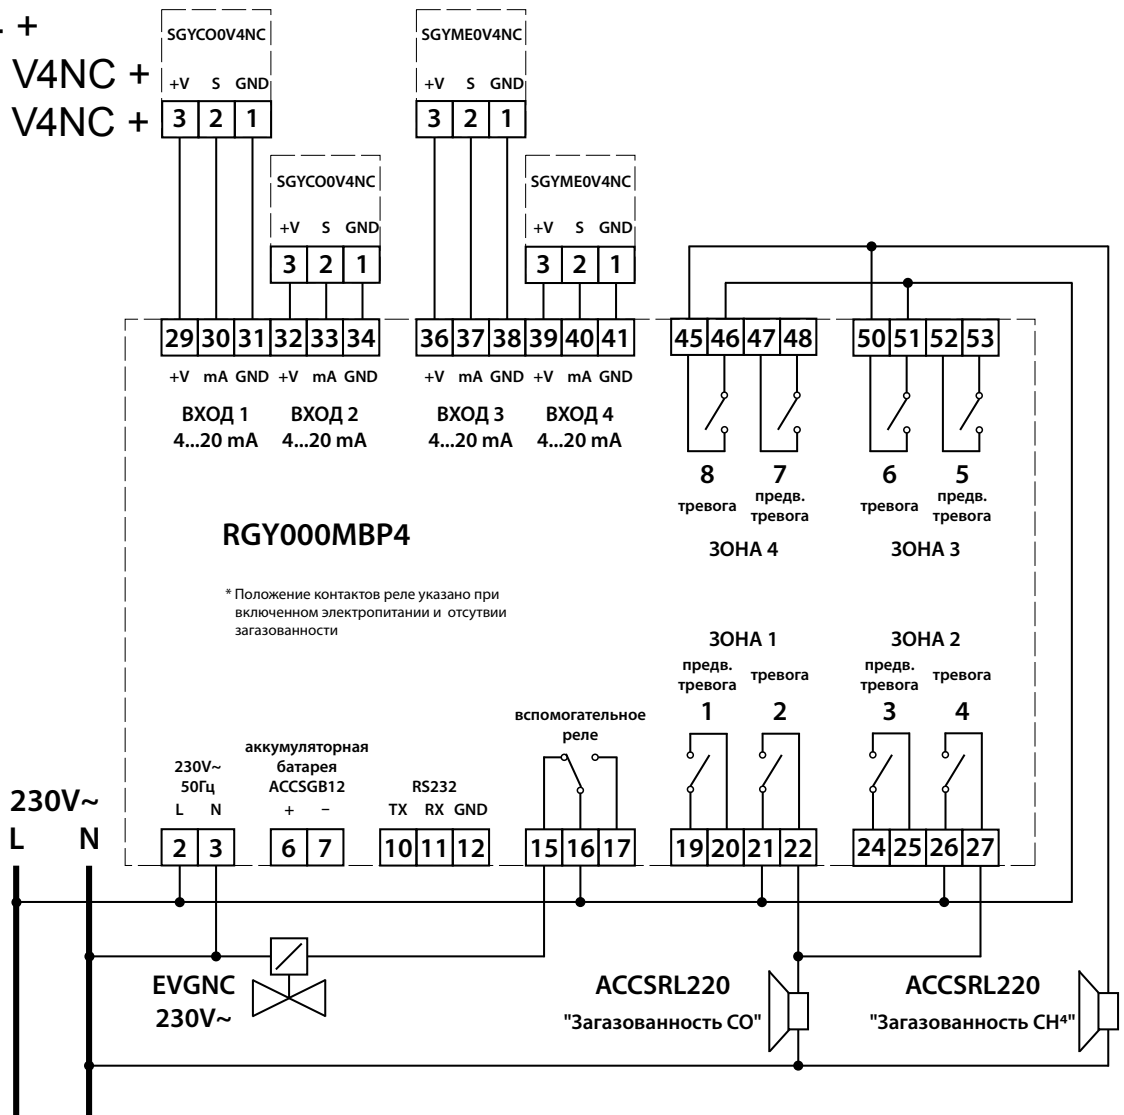 +
V4NC +
V4NC +
SGYCO0V4NC
SGYME0V4NC
+V S GND
+V S GND
3 2 1
3 2 1
SGYCO0V4NC
SGYME0V4NC
+V S GND
+V S GND
3 2 1
3 2 1
29 30 31 32 33 34
36 37 38 39 40 41
45 46 47 48
50 51 52 53
+V mA GND +V mA GND
+V mA GND +V mA GND
ВХОД 1
4...20 mA
ВХОД 2
4...20 mA
ВХОД 3
4...20 mA
ВХОД 4
4...20 mA
8
тревога
7
предв.
тревога
6
тревога
5
предв.
тревога
ЗОНА 4
ЗОНА 3
RGY000MBP4
* Положение контактов реле указано при
включенном электропитании и отсутвии
загазованности
ЗОНА 1
ЗОНА 2
предв.
тревога
1
тревога
2
предв.
тревога
3
тревога
4
вспомогательное
реле
230V~
50Гц
L N
аккумуляторная
батарея
ACCSGB12
+ –
RS232
TX RX GND
2 3
6 7
10 11 12
15 16 17
19 20 21 22
24 25 26 27
230V~
L N
EVGNC
230V~
ACCSRL220
"Загазованность CO"
ACCSRL220
"Загазованность CH⁴"